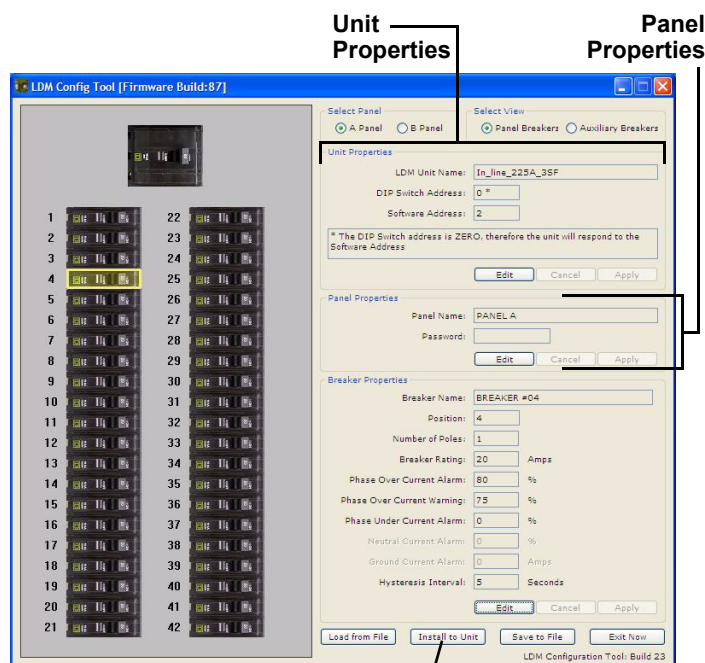 Unit Properties
Panel Properties
LDM Config Tool [Firmware Build:87]
Select Panel
A Panel B Panel
Select View
Panel Breakers Auxiliary Breakers
Unit Properties
LDM Unit Name: In_line_225A_3SF
DIP Switch Address: 0 *
Software Address: 2
* The DIP Switch address is ZERO, therefore the unit will respond to the
Software Address
Edit Cancel Apply
Panel Properties
Panel Name: PANEL A
Password:
Edit Cancel Apply
Breaker Properties
Breaker Name: BREAKER #04
Position: 4
Number of Poles: 1
Breaker Rating: 20 Amps
Phase Over Current Alarm: 80 %
Phase Over Current Warning: 75 %
Phase Under Current Alarm: 0 %
Neutral Current Alarm: 0 %
Ground Current Alarm: 0 Amps
Hysteresis Interval: 5 Seconds
Edit Cancel Apply
Load from File Install to Unit Save to File Exit Now
LDM Configuration Tool: Build 23
1 22
2 23
3 24
4 25
5 26
6 27
7 28
8 29
9 30
10 31
11 32
12 33
13 34
14 35
15 36
16 37
17 38
18 39
19 40
20 41
21 42